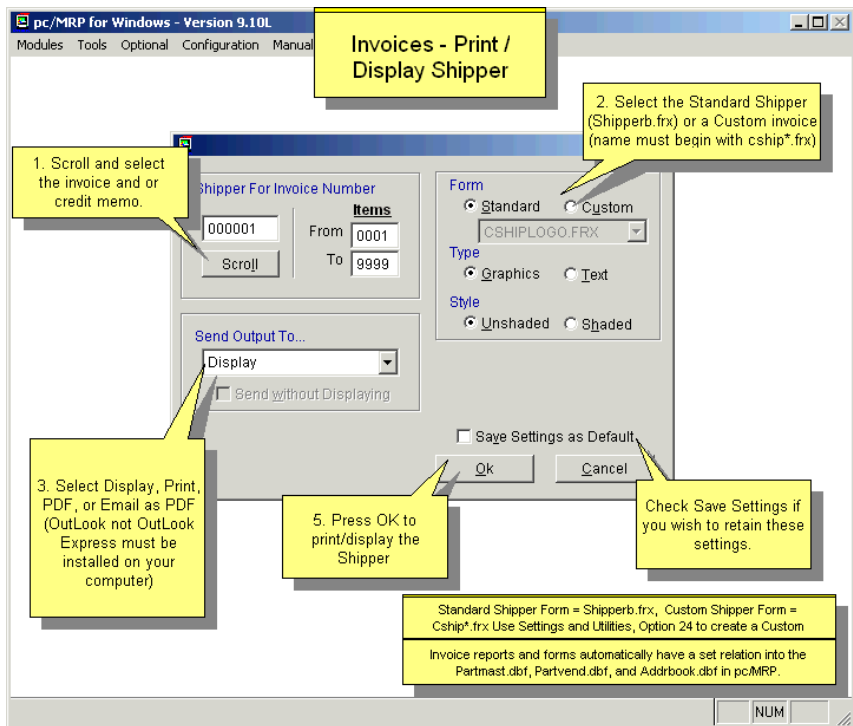 pc/MRP for Windows - Version 9.10L
Modules Tools Optional Configuration Manual
Invoices - Print /
Display Shipper
2. Select the Standard Shipper
(Shipperb.frx) or a Custom invoice
(name must begin with cship*.frx)
1. Scroll and select
the invoice and or
credit memo.
Shipper For Invoice Number
Items
000001
From 0001
Scroll
To 9999
Form
Standard Custom
CSHIPLOGO.FRX
Type
Graphics Text
Style
Unshaded Shaded
Send Output To...
Display
Send without Displaying
Save Settings as Default
Ok Cancel
3. Select Display, Print,
PDF, or Email as PDF
(OutLook not OutLook
Express must be
installed on your
computer)
5. Press OK to
print/display the
Shipper
Check Save Settings if
you wish to retain these
settings.
Standard Shipper Form = Shipperb.frx, Custom Shipper Form =
Cship*.frx Use Settings and Utilities, Option 24 to create a Custom
Invoice reports and forms automatically have a set relation into the
Partmast.dbf, Partvend.dbf, and Addrbook.dbf in pc/MRP.
NUM